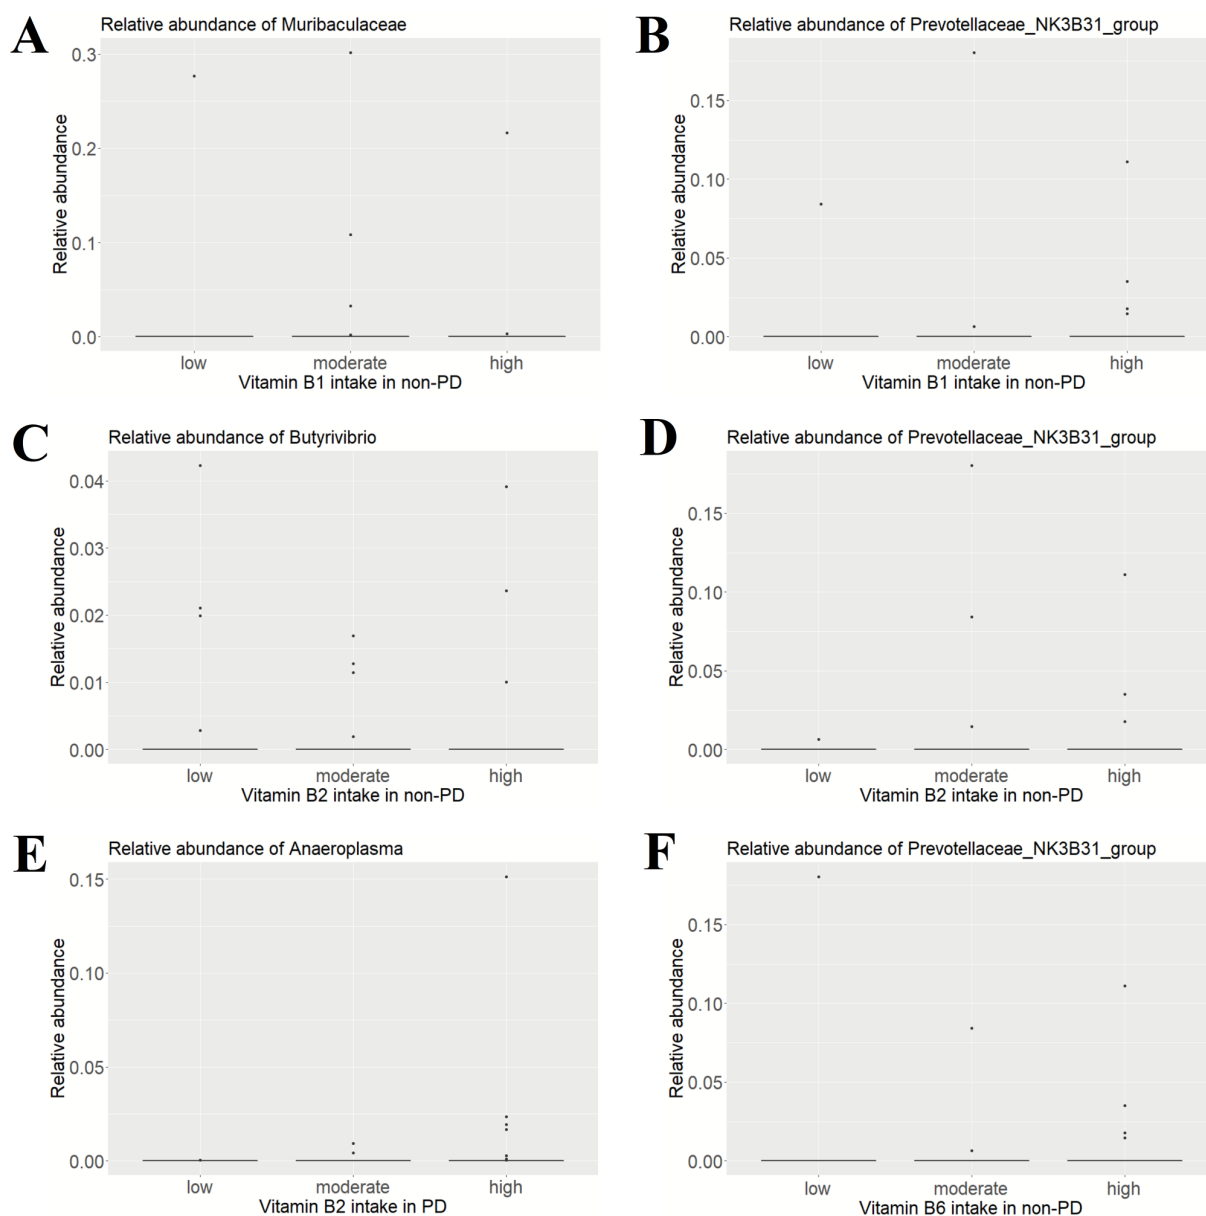 A
Relative abundance of Muribaculaceae
Relative abundance
0.3
0.2
0.1
0.0
low moderate high
Vitamin B1 intake in non-PD
B
Relative abundance of Prevotellaceae_NK3B31_group
Relative abundance
0.15
0.10
0.05
0.00
low moderate high
Vitamin B1 intake in non-PD
C
Relative abundance of Butyrivibrio
Relative abundance
0.04
0.03
0.02
0.01
0.00
low moderate high
Vitamin B2 intake in non-PD
D
Relative abundance of Prevotellaceae_NK3B31_group
Relative abundance
0.15
0.10
0.05
0.00
low moderate high
Vitamin B2 intake in non-PD
E
Relative abundance of Anaeroplasma
Relative abundance
0.15
0.10
0.05
0.00
low moderate high
Vitamin B2 intake in PD
F
Relative abundance of Prevotellaceae_NK3B31_group
Relative abundance
0.15
0.10
0.05
0.00
low moderate high
Vitamin B6 intake in non-PD